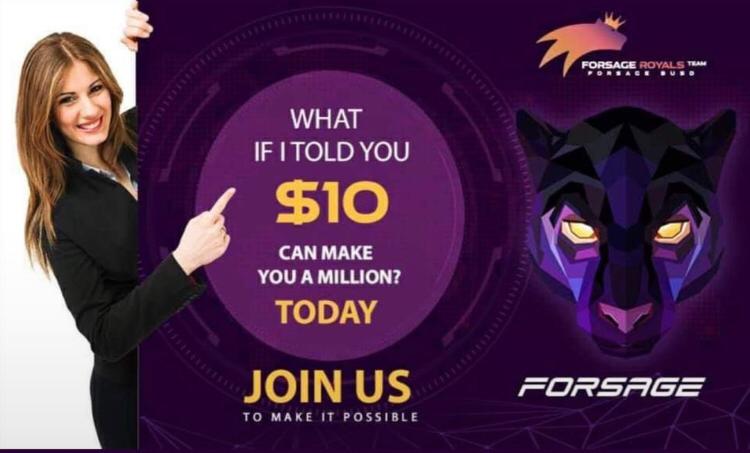 FORSAGE ROYALS TEAM
FORSAGE BUSD
WHAT
IF I TOLD YOU
$10
CAN MAKE
YOU A MILLION?
TODAY
JOIN US
TO MAKE IT POSSIBLE
FORSAGE